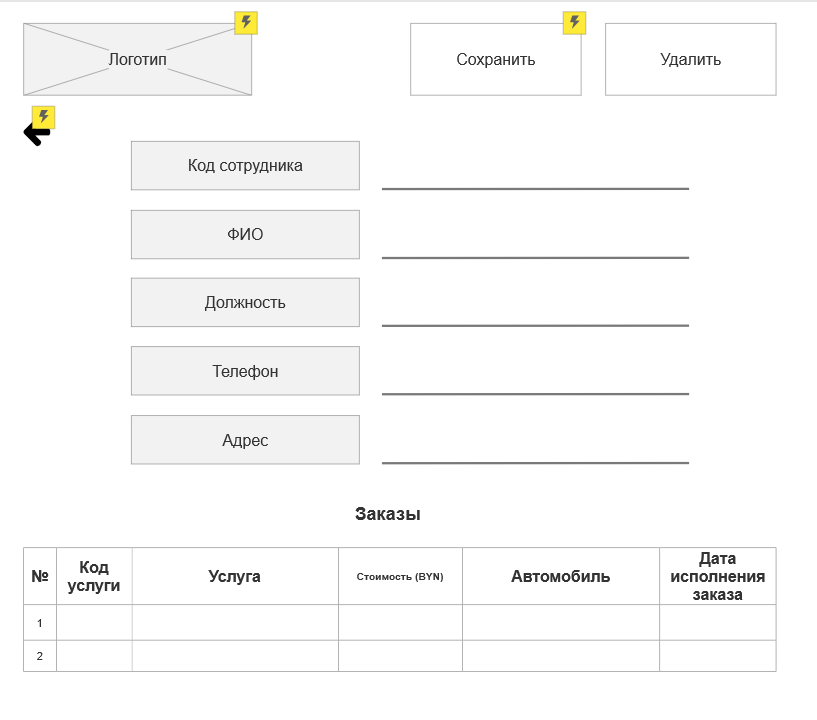 Логотип
Сохранить
Удалить
Код сотрудника
ФИО
Должность
Телефон
Адрес
Заказы
№
Код
услуги
Услуга
Стоимость (BYN)
Автомобиль
Дата
исполнения
заказа
1
2